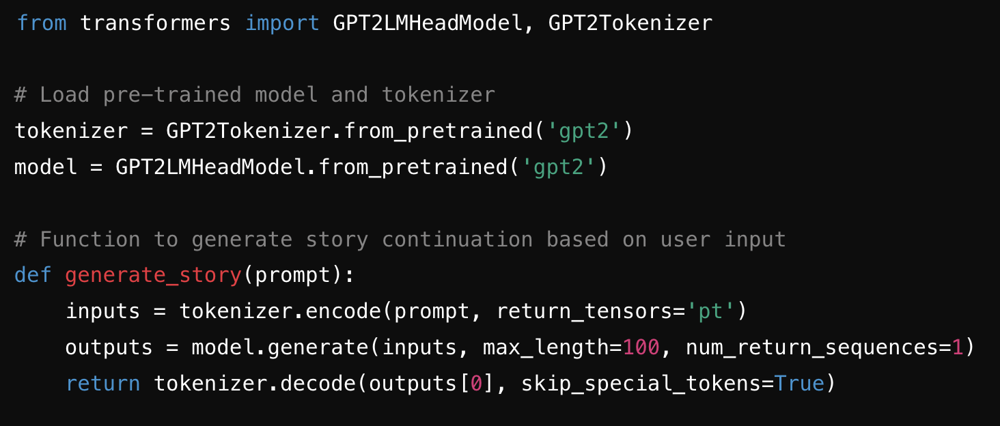 from transformers import GPT2LMHeadModel, GPT2Tokenizer
# Load pre-trained model and tokenizer
tokenizer = GPT2Tokenizer.from_pretrained('gpt2')
model = GPT2LMHeadModel.from_pretrained('gpt2')
# Function to generate story continuation based on user input
def generate_story(prompt):
    inputs = tokenizer.encode(prompt, return_tensors='pt')
    outputs = model.generate(inputs, max_length=100, num_return_sequences=1)
    return tokenizer.decode(outputs[0], skip_special_tokens=True)